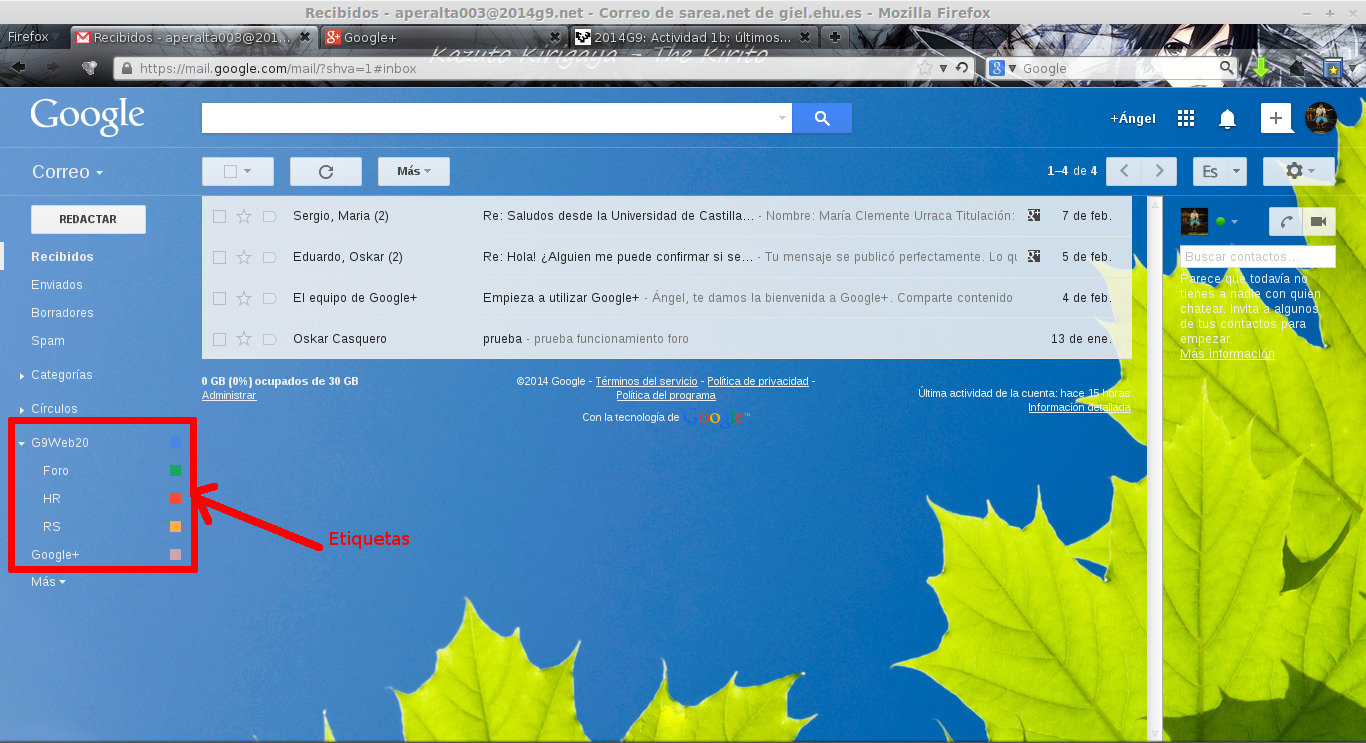 Recibidos - aperalta003@2014g9.net - Correo de sarea.net de giel.ehu.es - Mozilla Firefox
Firefox
Recibidos - aperalta003@201...
Google+
2014G9: Actividad 1b: últimos...
Kazuto Kirigaya - The Kirito
https://mail.google.com/mail/?shva=1#inbox
Google
Google
+Ángel
Correo
Más
1–4 de 4
Es
REDACTAR
Recibidos
Enviados
Borradores
Spam
Categorías
Círculos
G9Web20
Foro
HR
RS
Google+
Más
Sergio, Maria (2) Re: Saludos desde la Universidad de Castilla... - Nombre: María Clemente Urraca Titulación: 7 de feb.
Eduardo, Oskar (2) Re: Hola! ¿Alguien me puede confirmar si se... - Tu mensaje se publicó perfectamente. Lo qu 5 de feb.
El equipo de Google+ Empieza a utilizar Google+ - Ángel, te damos la bienvenida a Google+. Comparte contenido 4 de feb.
Oskar Casquero prueba - prueba funcionamiento foro 13 de ene.
0 GB (0%) ocupados de 30 GB
Administrar
©2014 Google - Términos del servicio - Política de privacidad -
Política del programa
Con la tecnología de Google™
Última actividad de la cuenta: hace 15 horas
Información detallada
Etiquetas
Buscar contactos...
Parece que todavía no
tienes a nadie con quien
chatear. Invita a algunos
de tus contactos para
empezar.
Más información